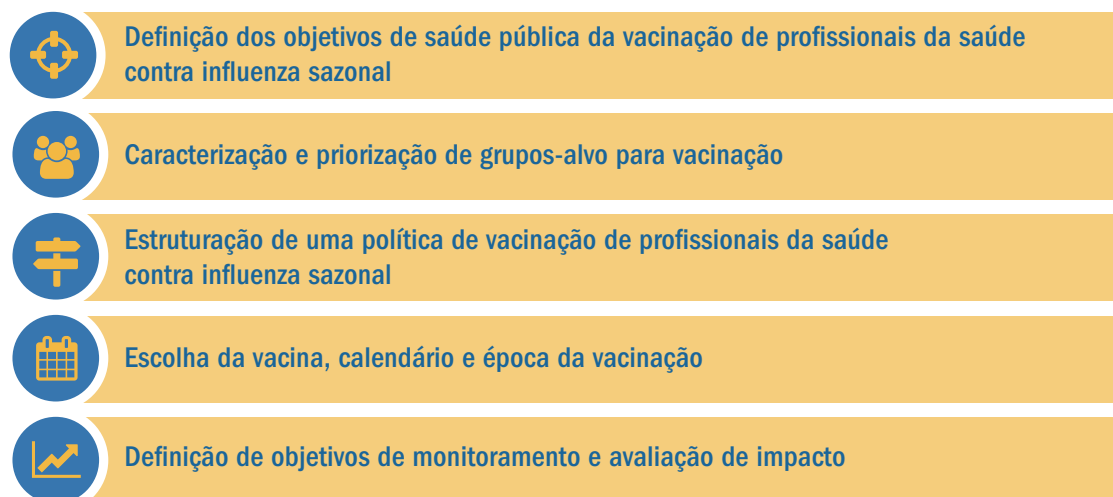 Definição dos objetivos de saúde pública da vacinação de profissionais da saúde
contra influenza sazonal
Caracterização e priorização de grupos-alvo para vacinação
Estruturação de uma política de vacinação de profissionais da saúde
contra influenza sazonal
Escolha da vacina, calendário e época da vacinação
Definição de objetivos de monitoramento e avaliação de impacto